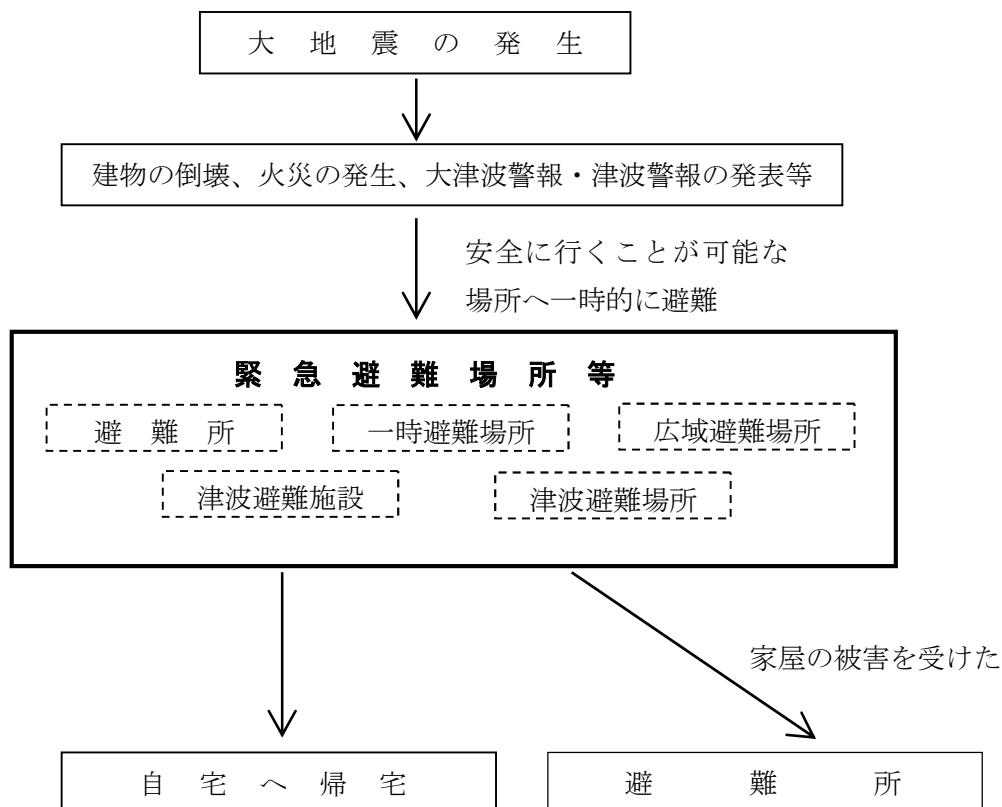 大地震の発生
建物の倒壊、火災の発生、大津波警報・津波警報の発表等
安全に行くことが可能な
場所へ一時的に避難
緊急避難場所等
避難所
一時避難場所
広域避難場所
津波避難施設
津波避難場所
家屋の被害を受けた
自宅へ帰宅
避難所